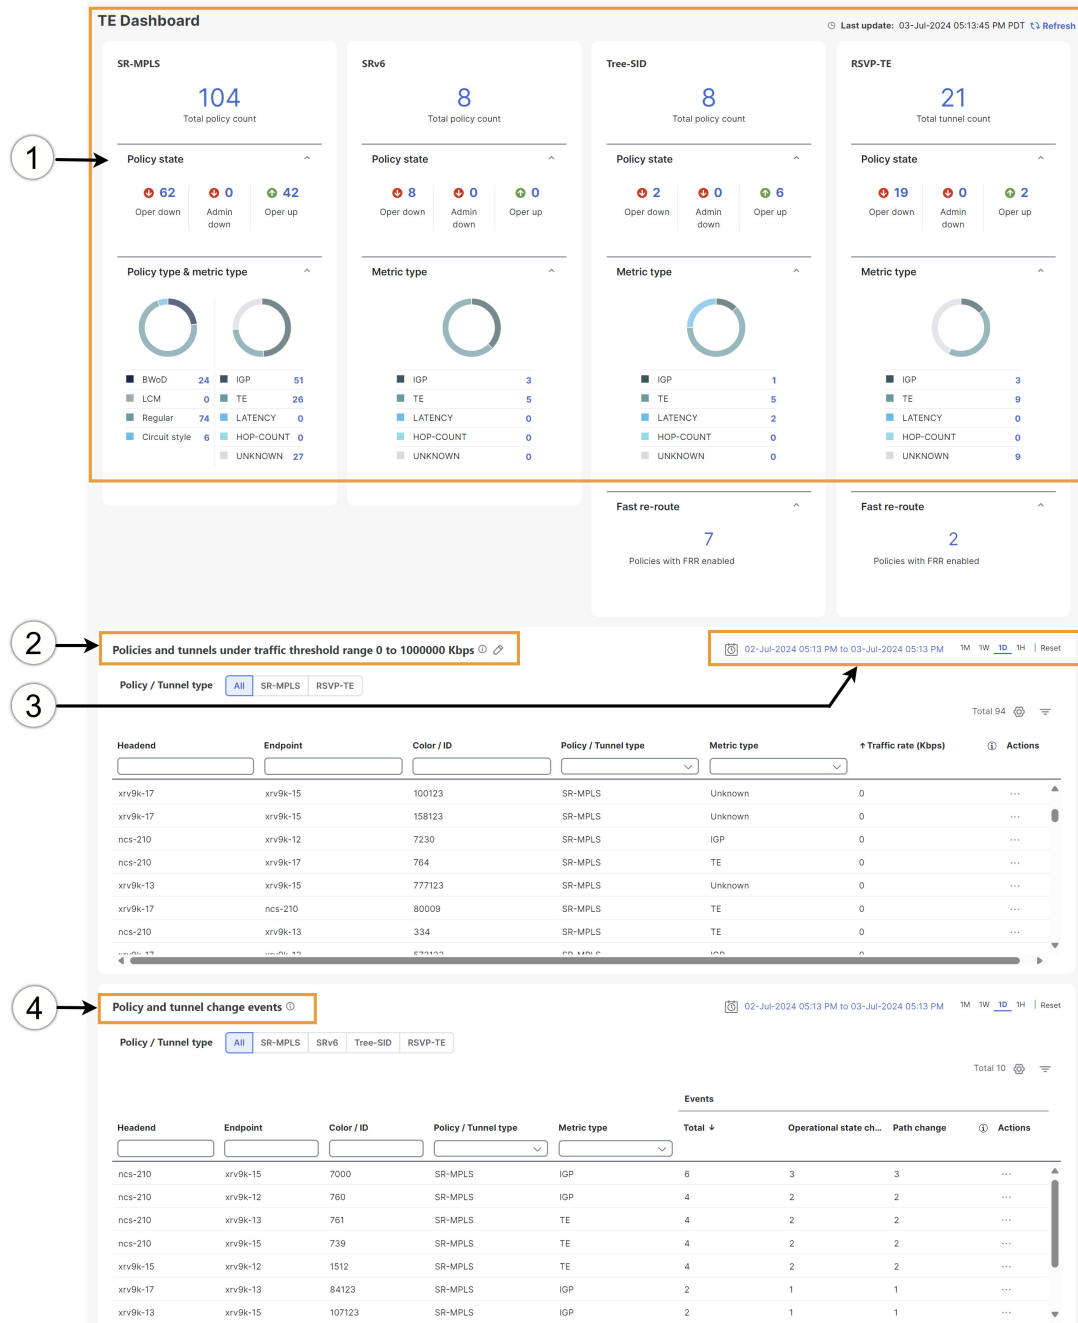 TE Dashboard
Last update: 03-Jul-2024 05:13:45 PM PDT Refresh
SR-MPLS
104
Total policy count
Policy state
62 0 42
Oper down Admin down Oper up
Policy type & metric type
BWoD 24
LCM 0
Regular 74
Circuit style 6
IGP 51
TE 26
LATENCY 0
HOP-COUNT 0
UNKNOWN 27
SRv6
8
Total policy count
Policy state
8 0 0
Oper down Admin down Oper up
Metric type
IGP 3
TE 5
LATENCY 0
HOP-COUNT 0
UNKNOWN 0
Tree-SID
8
Total policy count
Policy state
2 0 6
Oper down Admin down Oper up
Metric type
IGP 1
TE 5
LATENCY 2
HOP-COUNT 0
UNKNOWN 0
Fast re-route
7
Policies with FRR enabled
RSVP-TE
21
Total tunnel count
Policy state
19 0 2
Oper down Admin down Oper up
Metric type
IGP 3
TE 9
LATENCY 0
HOP-COUNT 0
UNKNOWN 9
Fast re-route
2
Policies with FRR enabled
1
2
3
4
Policies and tunnels under traffic threshold range 0 to 1000000 Kbps
02-Jul-2024 05:13 PM to 03-Jul-2024 05:13 PM 1M 1W 1D 1H | Reset
Policy / Tunnel type All SR-MPLS RSVP-TE
Total 94
Headend Endpoint Color / ID Policy / Tunnel type Metric type Traffic rate (Kbps) Actions
xrv9k-17 xrv9k-15 100123 SR-MPLS Unknown 0 ...
xrv9k-17 xrv9k-15 158123 SR-MPLS Unknown 0 ...
ncs-210 xrv9k-12 7230 SR-MPLS IGP 0 ...
ncs-210 xrv9k-17 764 SR-MPLS TE 0 ...
xrv9k-13 xrv9k-15 777123 SR-MPLS Unknown 0 ...
xrv9k-17 ncs-210 80009 SR-MPLS TE 0 ...
ncs-210 xrv9k-13 334 SR-MPLS TE 0 ...
SR-MPLS IGP 0
Policy and tunnel change events
02-Jul-2024 05:13 PM to 03-Jul-2024 05:13 PM 1M 1W 1D 1H | Reset
Policy / Tunnel type All SR-MPLS SRv6 Tree-SID RSVP-TE
Total 10
Events
Headend Endpoint Color / ID Policy / Tunnel type Metric type Total Operational state ch... Path change Actions
ncs-210 xrv9k-15 7000 SR-MPLS IGP 6 3 3 ...
ncs-210 xrv9k-12 760 SR-MPLS IGP 4 2 2 ...
ncs-210 xrv9k-13 761 SR-MPLS TE 4 2 2 ...
ncs-210 xrv9k-15 739 SR-MPLS TE 4 2 2 ...
xrv9k-15 xrv9k-12 1512 SR-MPLS TE 4 2 2 ...
xrv9k-17 xrv9k-13 84123 SR-MPLS IGP 2 1 1 ...
xrv9k-13 xrv9k-15 107123 SR-MPLS IGP 2 1 1 ...